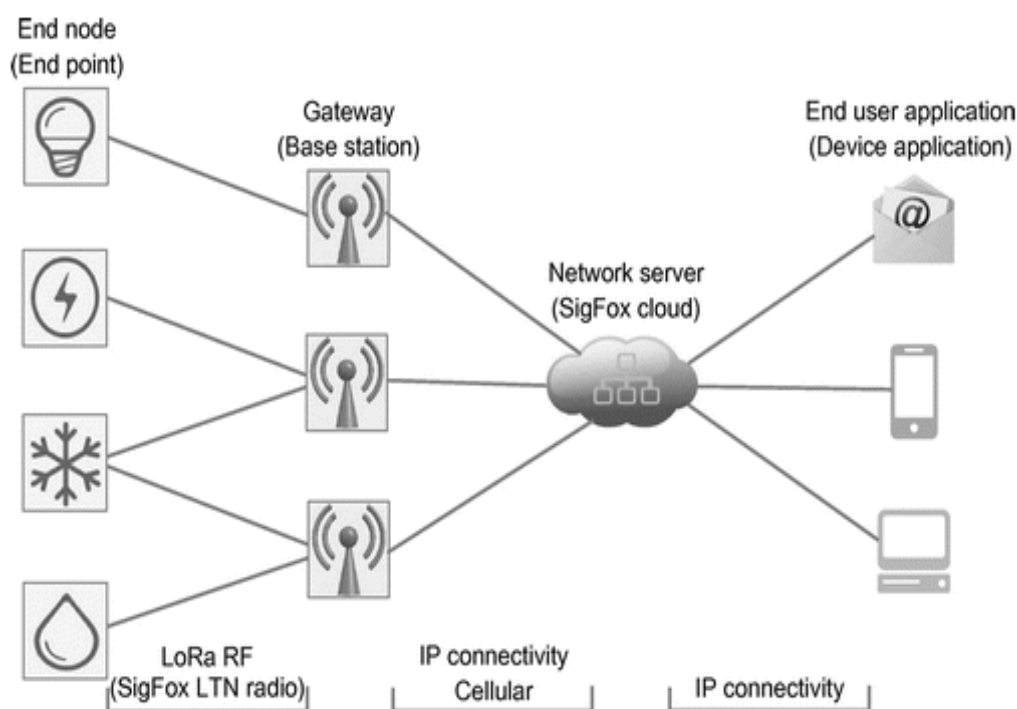 End node
(End point)
Gateway
(Base station)
End user application
(Device application)
@
Network server
(SigFox cloud)
LoRa RF
(SigFox LTN radio)
IP connectivity
Cellular
IP connectivity